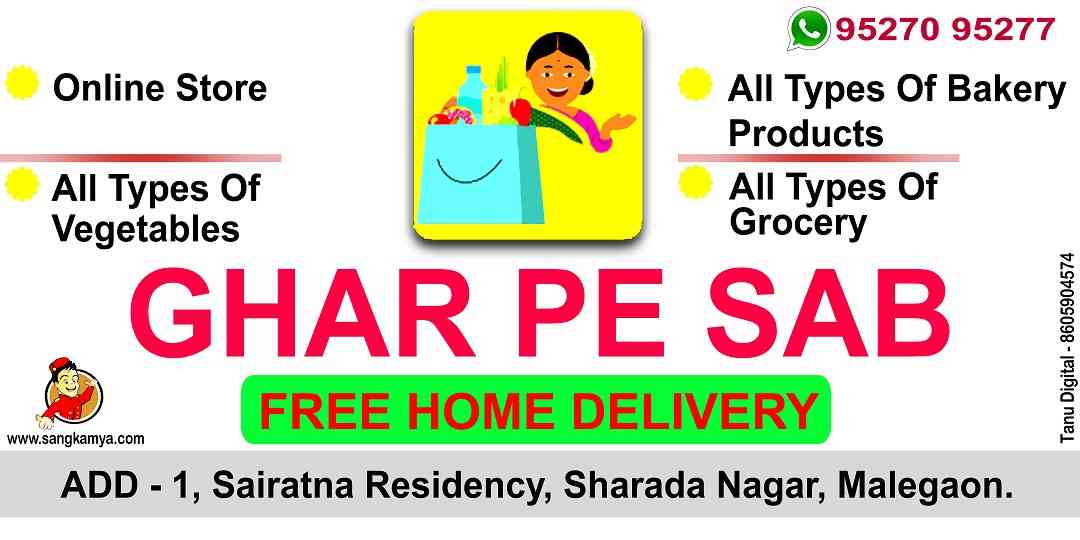 95270 95277
Online Store
All Types Of
Vegetables
All Types Of Bakery
Products
All Types Of
Grocery
GHAR PE SAB
FREE HOME DELIVERY
www.sangkamya.com
ADD - 1, Sairatna Residency, Sharada Nagar, Malegaon.
Tanu Digital - 8605904574